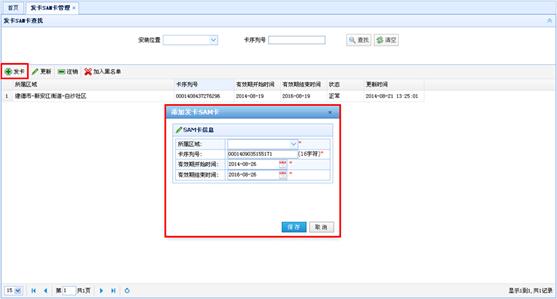 首页 发卡SAM卡管理 ×
发卡SAM卡查找
安装位置 卡序列号 查找 清空
发卡 更新 注销 加入黑名单
所属区域 卡序列号 有效期开始时间 有效期结束时间 状态 更新时间
1 建德市-新安江街道-白沙社区 0001408437276296 2014-08-19 2016-08-19 正常 2014-08-21 13:25:01
添加发卡SAM卡 ×
SAM卡信息
所属区域: *
卡序列号: 0001409035155171 (16字符)*
有效期开始时间: 2014-08-26 *
有效期结束时间: 2016-08-26 *
保存 取消
15 第 1 共1页 显示1到1,共1记录